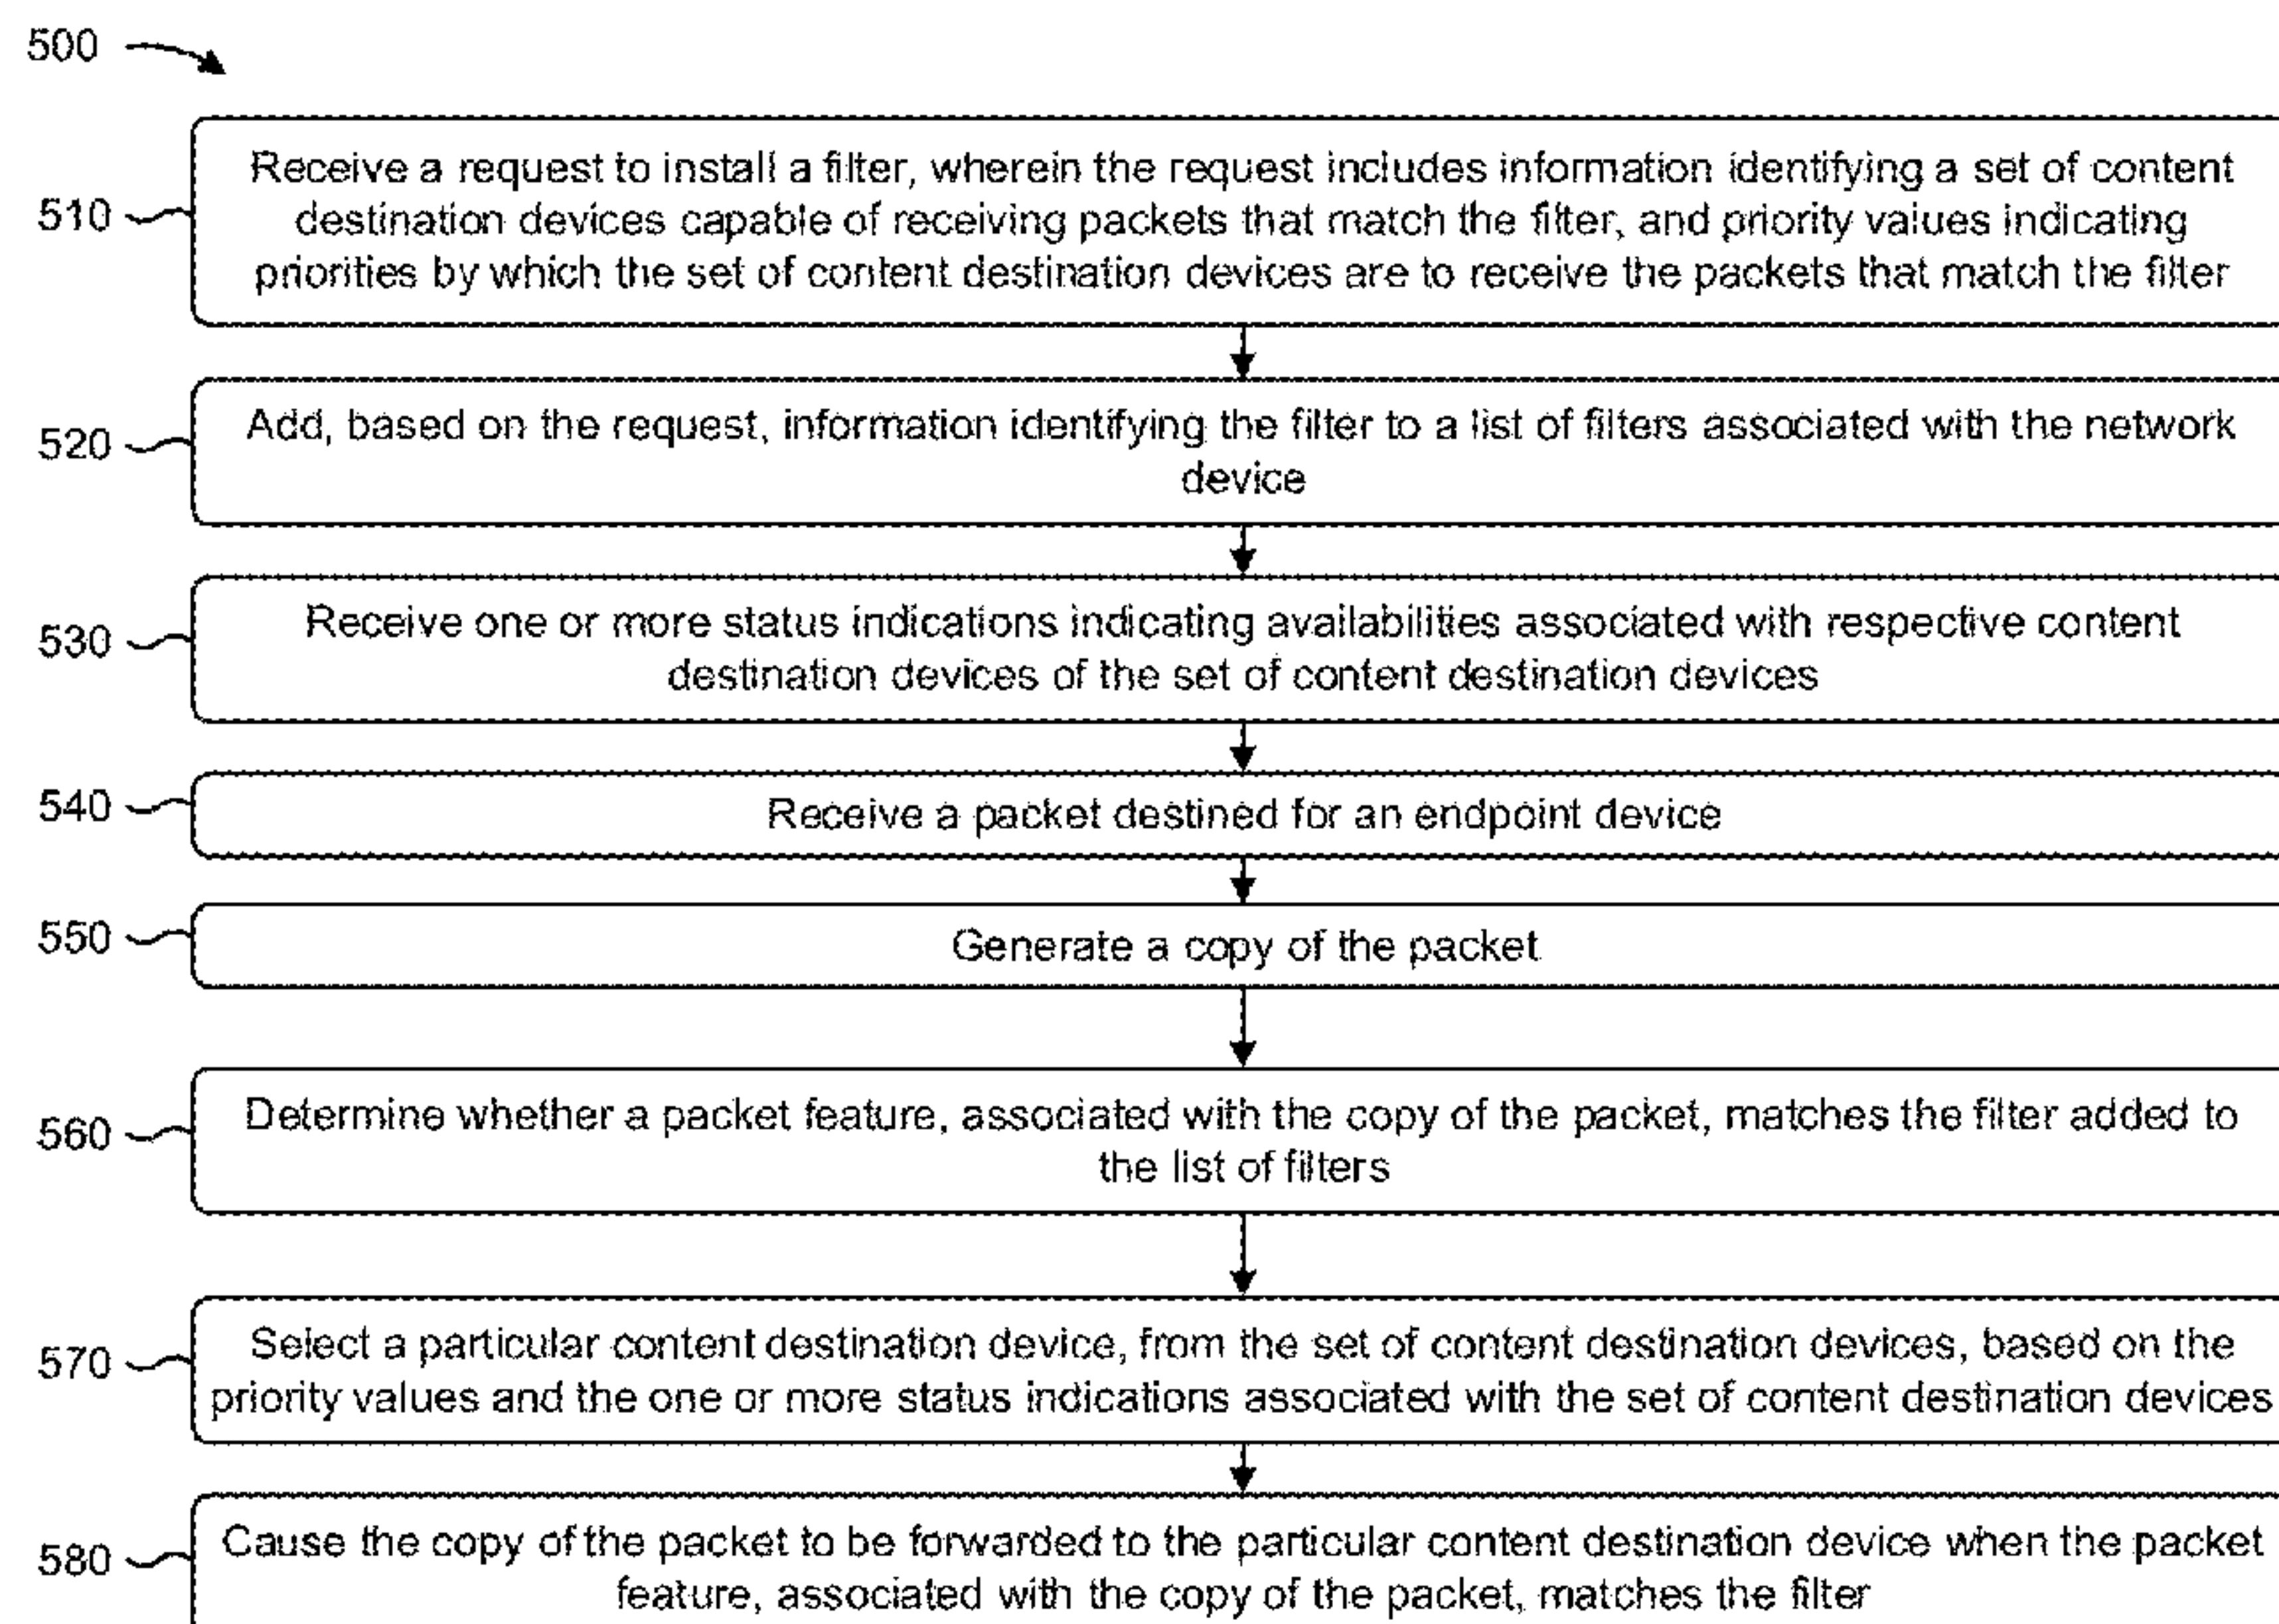 500
510
Receive a request to install a filter, wherein the request includes information identifying a set of content
destination devices capable of receiving packets that match the filter, and priority values indicating
priorities by which the set of content destination devices are to receive the packets that match the filter
520
Add, based on the request, information identifying the filter to a list of filters associated with the network
device
530
Receive one or more status indications indicating availabilities associated with respective content
destination devices of the set of content destination devices
540
Receive a packet destined for an endpoint device
550
Generate a copy of the packet
560
Determine whether a packet feature, associated with the copy of the packet, matches the filter added to
the list of filters
570
Select a particular content destination device, from the set of content destination devices, based on the
priority values and the one or more status indications associated with the set of content destination devices
580
Cause the copy of the packet to be forwarded to the particular content destination device when the packet
feature, associated with the copy of the packet, matches the filter